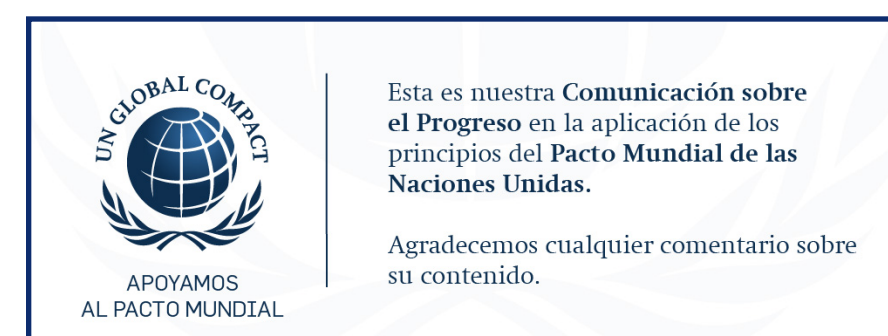 UN GLOBAL COMPACT
APOYAMOS
AL PACTO MUNDIAL
Esta es nuestra Comunicación sobre
el Progreso en la aplicación de los
principios del Pacto Mundial de las
Naciones Unidas.
Agradecemos cualquier comentario sobre
su contenido.